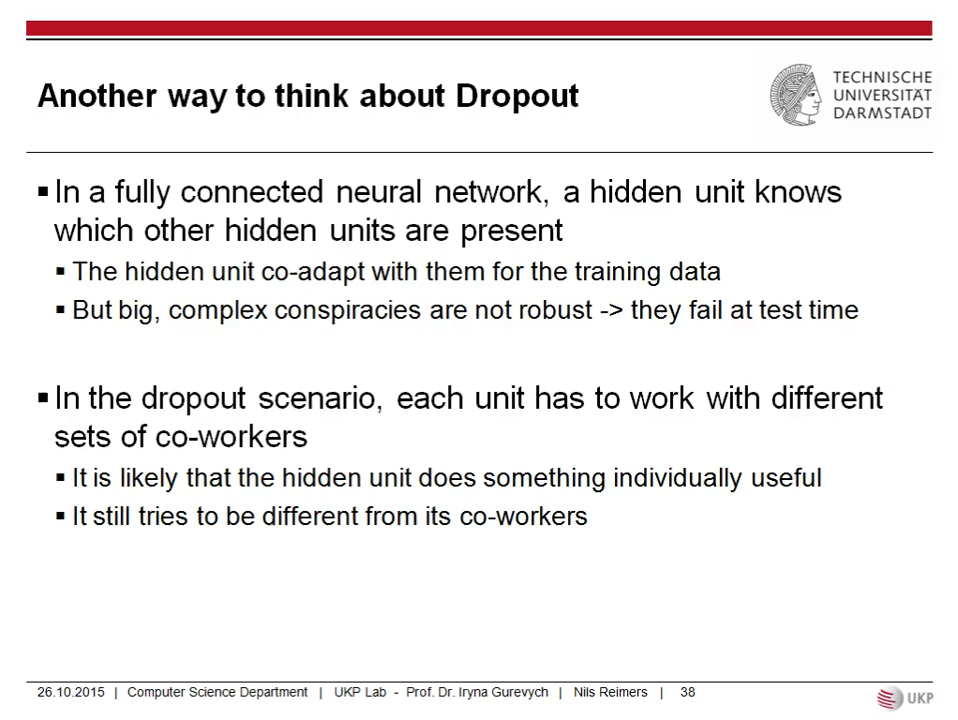 Another way to think about Dropout
TECHNISCHE
UNIVERSITÄT
DARMSTADT
▪ In a fully connected neural network, a hidden unit knows
which other hidden units are present
▪ The hidden unit co-adapt with them for the training data
▪ But big, complex conspiracies are not robust -> they fail at test time
▪ In the dropout scenario, each unit has to work with different
sets of co-workers
▪ It is likely that the hidden unit does something individually useful
▪ It still tries to be different from its co-workers
26.10.2015 | Computer Science Department | UKP Lab - Prof. Dr. Iryna Gurevych | Nils Reimers | 38
UKP